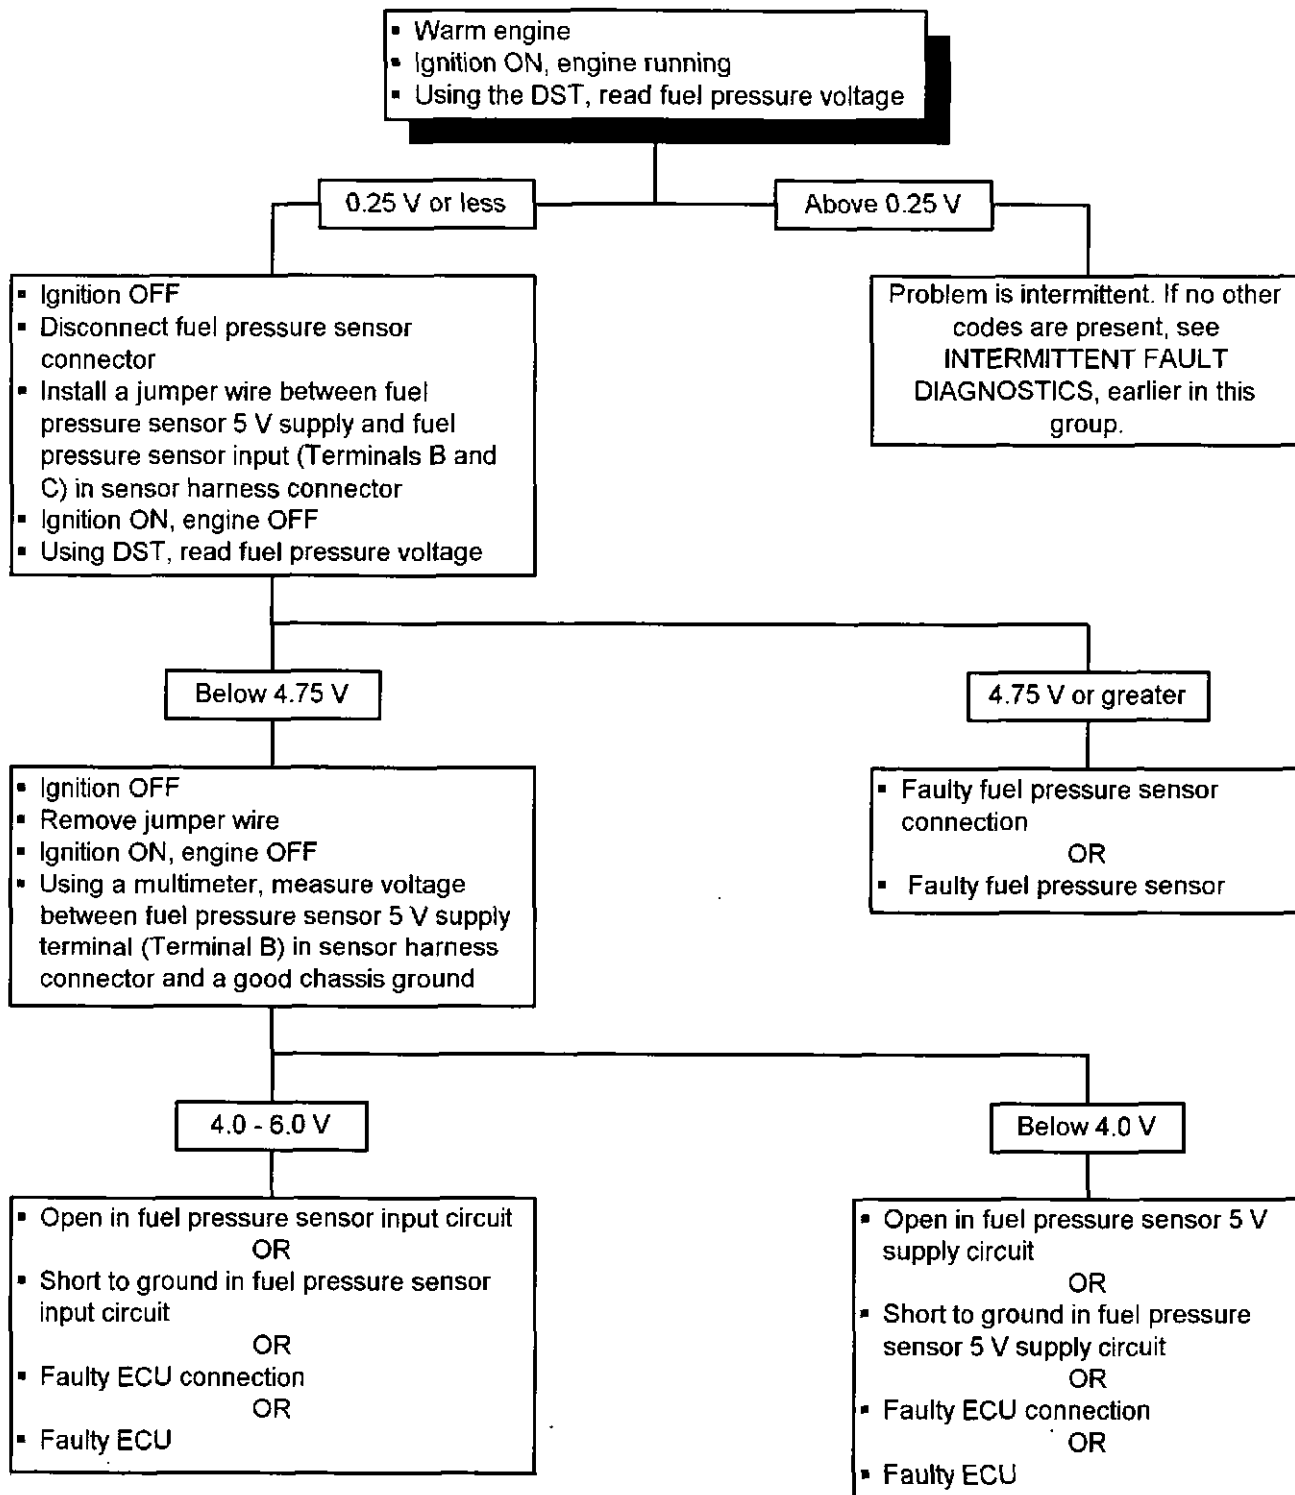 ▪ Warm engine
▪ Ignition ON, engine running
▪ Using the DST, read fuel pressure voltage
0.25 V or less
Above 0.25 V
▪ Ignition OFF
▪ Disconnect fuel pressure sensor
connector
▪ Install a jumper wire between fuel
pressure sensor 5 V supply and fuel
pressure sensor input (Terminals B and
C) in sensor harness connector
▪ Ignition ON, engine OFF
▪ Using DST, read fuel pressure voltage
Problem is intermittent. If no other
codes are present, see
INTERMITTENT FAULT
DIAGNOSTICS, earlier in this
group.
Below 4.75 V
4.75 V or greater
▪ Ignition OFF
▪ Remove jumper wire
▪ Ignition ON, engine OFF
▪ Using a multimeter, measure voltage
between fuel pressure sensor 5 V supply
terminal (Terminal B) in sensor harness
connector and a good chassis ground
▪ Faulty fuel pressure sensor
connection
OR
▪ Faulty fuel pressure sensor
4.0 - 6.0 V
Below 4.0 V
▪ Open in fuel pressure sensor input circuit
OR
▪ Short to ground in fuel pressure sensor
input circuit
OR
▪ Faulty ECU connection
OR
▪ Faulty ECU
▪ Open in fuel pressure sensor 5 V
supply circuit
OR
▪ Short to ground in fuel pressure
sensor 5 V supply circuit
OR
▪ Faulty ECU connection
OR
▪ Faulty ECU